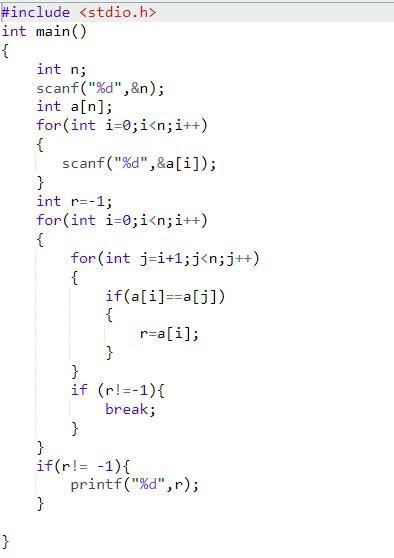 #include <stdio.h>
int main()
{
    int n;
    scanf("%d",&n);
    int a[n];
    for(int i=0;i<n;i++)
    {
       scanf("%d",&a[i]);
    }
    int r=-1;
    for(int i=0;i<n;i++)
    {
        for(int j=i+1;j<n;j++)
        {
            if(a[i]==a[j])
            {
                r=a[i];
            }
        }
        if (r!=-1){
            break;
        }
    }
    if(r!= -1){
        printf("%d",r);
    }

}